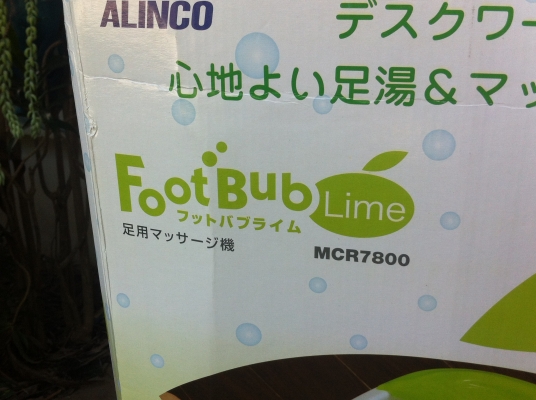 ALINCO
デスクワー
心地よい足湯&マッ
FootBub Lime
フットバブライム
足用マッサージ機
MCR7800